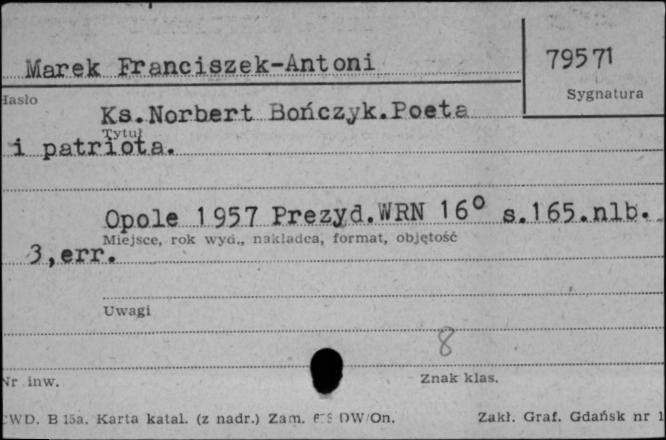 Marek Franciszek-Antoni
79571
Hasło
Sygnatura
Ks.Norbert Bończyk.Poeta
Tytuł
i patriota.
Opole 1957 Prezyd.WRN 16° s.165.nlb.
Miejsce, rok wyd., nakładca, format, objętość
3,err.
Uwagi
8
Nr inw.
Znak klas.
CWD. B 15a. Karta katal. (z nadr.) Zam. DW/On.
Zakł. Graf. Gdańsk nr 1